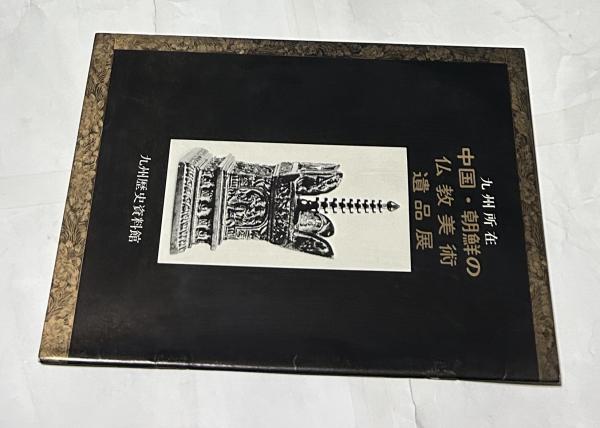 九州所在
中国・朝鮮の
仏教美術
遺品展
九州歴史資料館